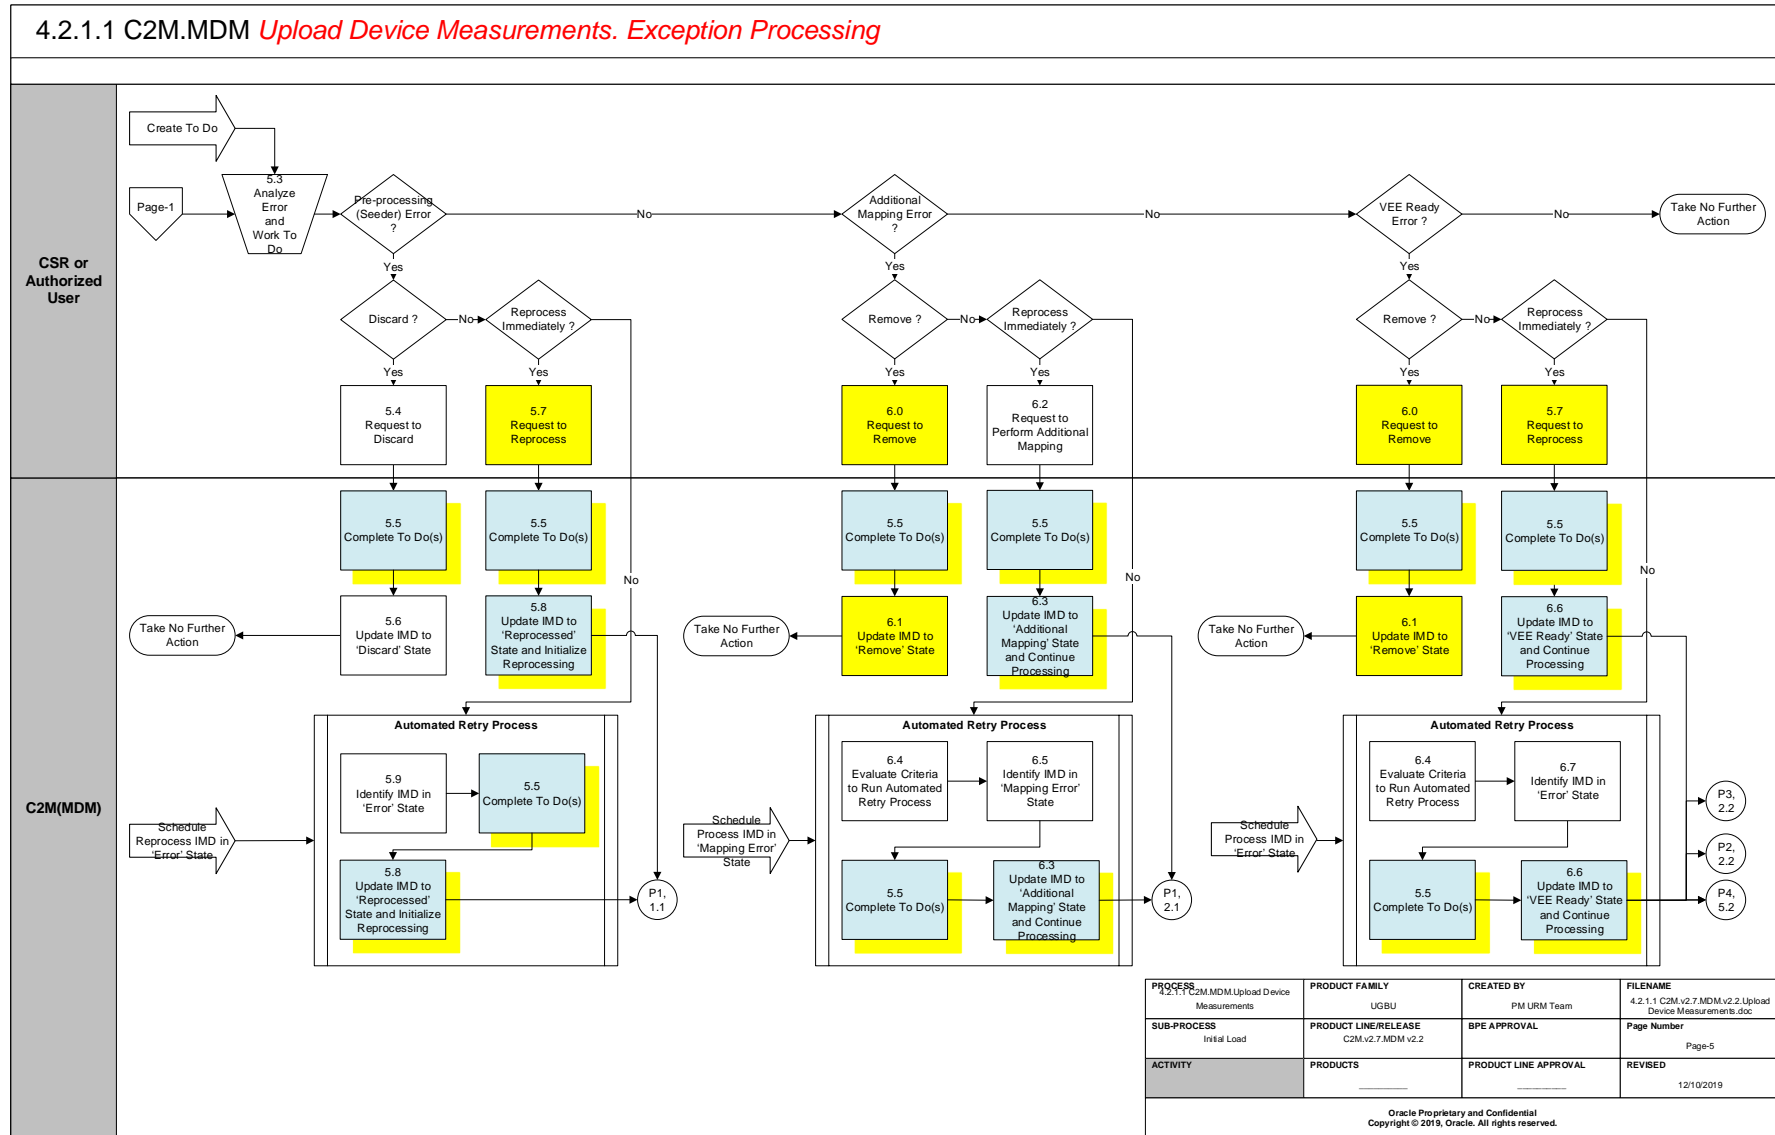 4.2.1.1 C2M.MDM Upload Device Measurements. Exception Processing
CSR or
Authorized
User
Create To Do
Page-1
5.3
Analyze
Error
and
Work To
Do
Pre-processing
(Seeder) Error
?
No
Additional
Mapping Error
?
No
VEE Ready
Error ?
No
Take No Further
Action
Yes
Yes
Yes
Discard ?
No
Reprocess
Immediately ?
Remove ?
No
Reprocess
Immediately ?
Remove ?
No
Reprocess
Immediately ?
Yes
Yes
Yes
Yes
Yes
Yes
5.4
Request to
Discard
5.7
Request to
Reprocess
6.0
Request to
Remove
6.2
Request to
Perform Additional
Mapping
6.0
Request to
Remove
5.7
Request to
Reprocess
C2M(MDM)
5.5
Complete To Do(s)
5.5
Complete To Do(s)
No
5.5
Complete To Do(s)
5.5
Complete To Do(s)
No
5.5
Complete To Do(s)
5.5
Complete To Do(s)
No
Take No Further
Action
5.6
Update IMD to
'Discard' State
5.8
Update IMD to
'Reprocessed'
State and Initialize
Reprocessing
Take No Further
Action
6.1
Update IMD to
'Remove' State
6.3
Update IMD to
'Additional
Mapping' State
and Continue
Processing
Take No Further
Action
6.1
Update IMD to
'Remove' State
6.6
Update IMD to
'VEE Ready' State
and Continue
Processing
Automated Retry Process
5.9
Identify IMD in
'Error' State
5.5
Complete To Do(s)
Schedule
Reprocess IMD in
'Error' State
5.8
Update IMD to
'Reprocessed'
State and Initialize
Reprocessing
P1,
1.1
Automated Retry Process
6.4
Evaluate Criteria
to Run Automated
Retry Process
6.5
Identify IMD in
'Mapping Error'
State
Schedule
Process IMD in
'Mapping Error'
State
5.5
Complete To Do(s)
6.3
Update IMD to
'Additional
Mapping' State
and Continue
Processing
P1,
2.1
Automated Retry Process
6.4
Evaluate Criteria
to Run Automated
Retry Process
6.7
Identify IMD in
'Error' State
Schedule
Process IMD in
'Error' State
5.5
Complete To Do(s)
6.6
Update IMD to
'VEE Ready' State
and Continue
Processing
P3,
2.2
P2,
2.2
P4,
5.2
PROCESS
4.2.1.1 C2M.MDM.Upload Device
Measurements
PRODUCT FAMILY
UGBU
CREATED BY
PM URM Team
FILENAME
4.2.1.1 C2M.v2.7.MDM.v2.2.Upload
Device Measurements.doc
SUB-PROCESS
Initial Load
PRODUCT LINE/RELEASE
C2M.v2.7.MDM v2.2
BPE APPROVAL
Page Number
Page-5
ACTIVITY
PRODUCTS
PRODUCT LINE APPROVAL
REVISED
12/10/2019
Oracle Proprietary and Confidential
Copyright © 2019, Oracle. All rights reserved.